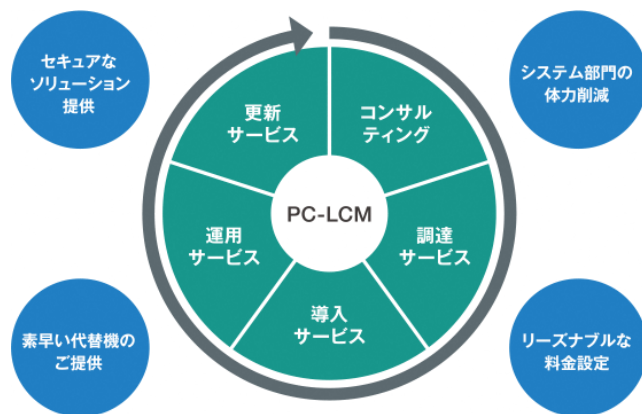 セキュアな
ソリューション
提供
システム部門の
体力削減
更新
サービス
コンサル
ティング
PC-LCM
運用
サービス
調達
サービス
導入
サービス
素早い代替機の
ご提供
リーズナブルな
料金設定